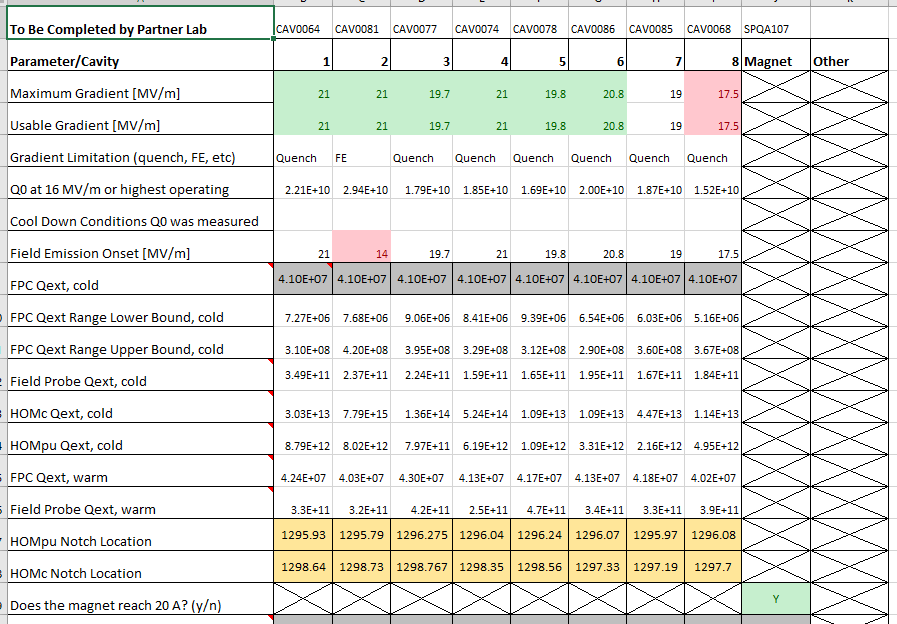 To Be Completed by Partner Lab CAV0064 CAV0081 CAV0077 CAV0074 CAV0078 CAV0086 CAV0085 CAV0068 SPQA107
Parameter/Cavity 1 2 3 4 5 6 7 8 Magnet Other
Maximum Gradient [MV/m] 21 21 19.7 21 19.8 20.8 19 17.5
Usable Gradient [MV/m] 21 21 19.7 21 19.8 20.8 19 17.5
Gradient Limitation (quench, FE, etc) Quench FE Quench Quench Quench Quench Quench Quench
Q0 at 16 MV/m or highest operating 2.21E+10 2.94E+10 1.79E+10 1.85E+10 1.69E+10 2.00E+10 1.87E+10 1.52E+10
Cool Down Conditions Q0 was measured
Field Emission Onset [MV/m] 21 14 19.7 21 19.8 20.8 19 17.5
FPC Qext, cold 4.10E+07 4.10E+07 4.10E+07 4.10E+07 4.10E+07 4.10E+07 4.10E+07 4.10E+07
FPC Qext Range Lower Bound, cold 7.27E+06 7.68E+06 9.06E+06 8.41E+06 9.39E+06 6.54E+06 6.03E+06 5.16E+06
FPC Qext Range Upper Bound, cold 3.10E+08 4.20E+08 3.95E+08 3.29E+08 3.12E+08 2.90E+08 3.60E+08 3.67E+08
Field Probe Qext, cold 3.49E+11 2.37E+11 2.24E+11 1.59E+11 1.65E+11 1.95E+11 1.67E+11 1.84E+11
HOMc Qext, cold 3.03E+13 7.79E+15 1.36E+14 5.24E+14 1.09E+13 1.09E+13 4.47E+13 1.14E+13
HOMpu Qext, cold 8.79E+12 8.02E+12 7.97E+11 6.19E+12 1.09E+12 3.31E+12 2.16E+12 4.95E+12
FPC Qext, warm 4.24E+07 4.03E+07 4.30E+07 4.13E+07 4.17E+07 4.13E+07 4.18E+07 4.02E+07
Field Probe Qext, warm 3.3E+11 3.2E+11 4.2E+11 2.5E+11 4.7E+11 3.4E+11 3.3E+11 3.9E+11
HOMpu Notch Location 1295.93 1295.79 1296.275 1296.04 1296.24 1296.07 1295.97 1296.08
HOMc Notch Location 1298.64 1298.73 1298.767 1298.35 1298.56 1297.33 1297.19 1297.7
Does the magnet reach 20 A? (y/n) Y